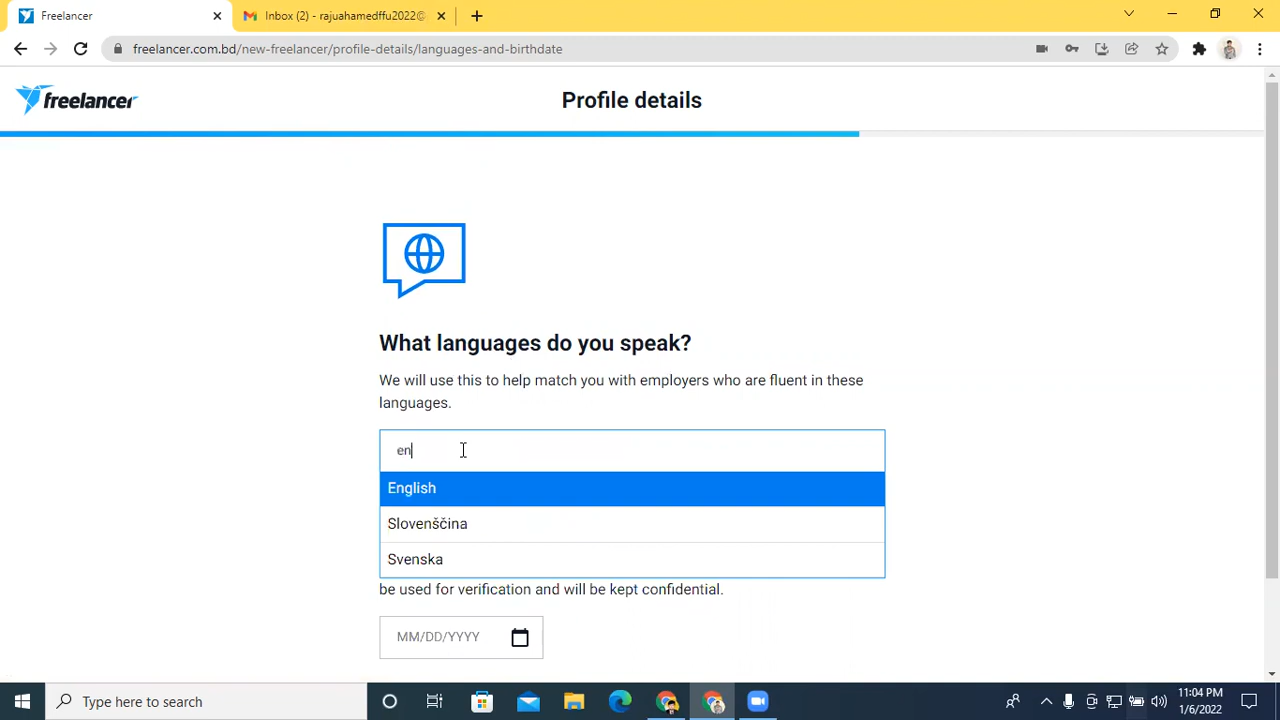 Freelancer
Inbox (2) - rajuahamedffu2022@
freelancer.com.bd/new-freelancer/profile-details/languages-and-birthdate
freelancer
Profile details
What languages do you speak?
We will use this to help match you with employers who are fluent in these
languages.
en
English
Slovenščina
Svenska
be used for verification and will be kept confidential.
MM/DD/YYYY
Type here to search
11:04 PM
1/6/2022